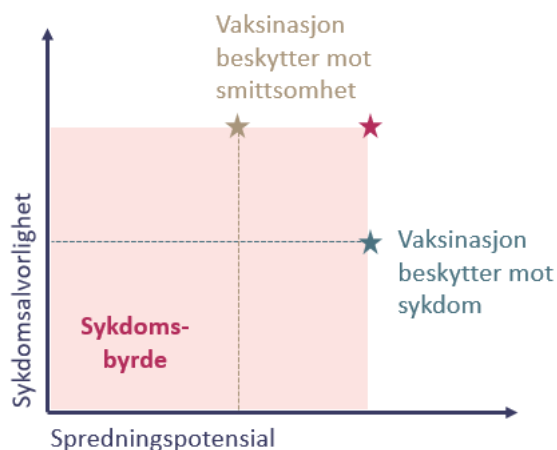 Vaksinasjon
beskytter mot
smittsomhet
Vaksinasjon
beskytter mot
sykdom
Sykdoms-
byrde
Sykdomsalvorlighet
Spredningspotensial